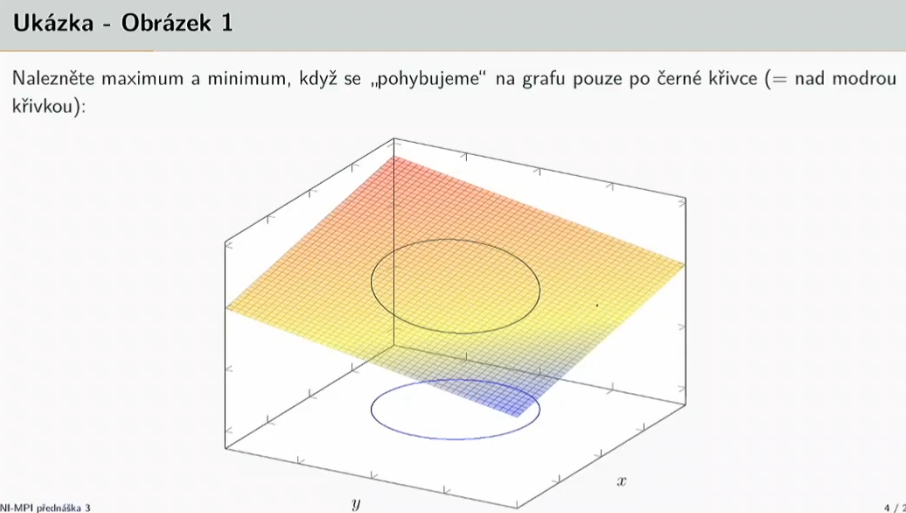 Ukázka - Obrázek 1
Nalezněte maximum a minimum, když se „pohybujeme“ na grafu pouze po černé křivce (= nad modrou
křivkou):
x
y
NI-MPI přednáška 3
4 / 2